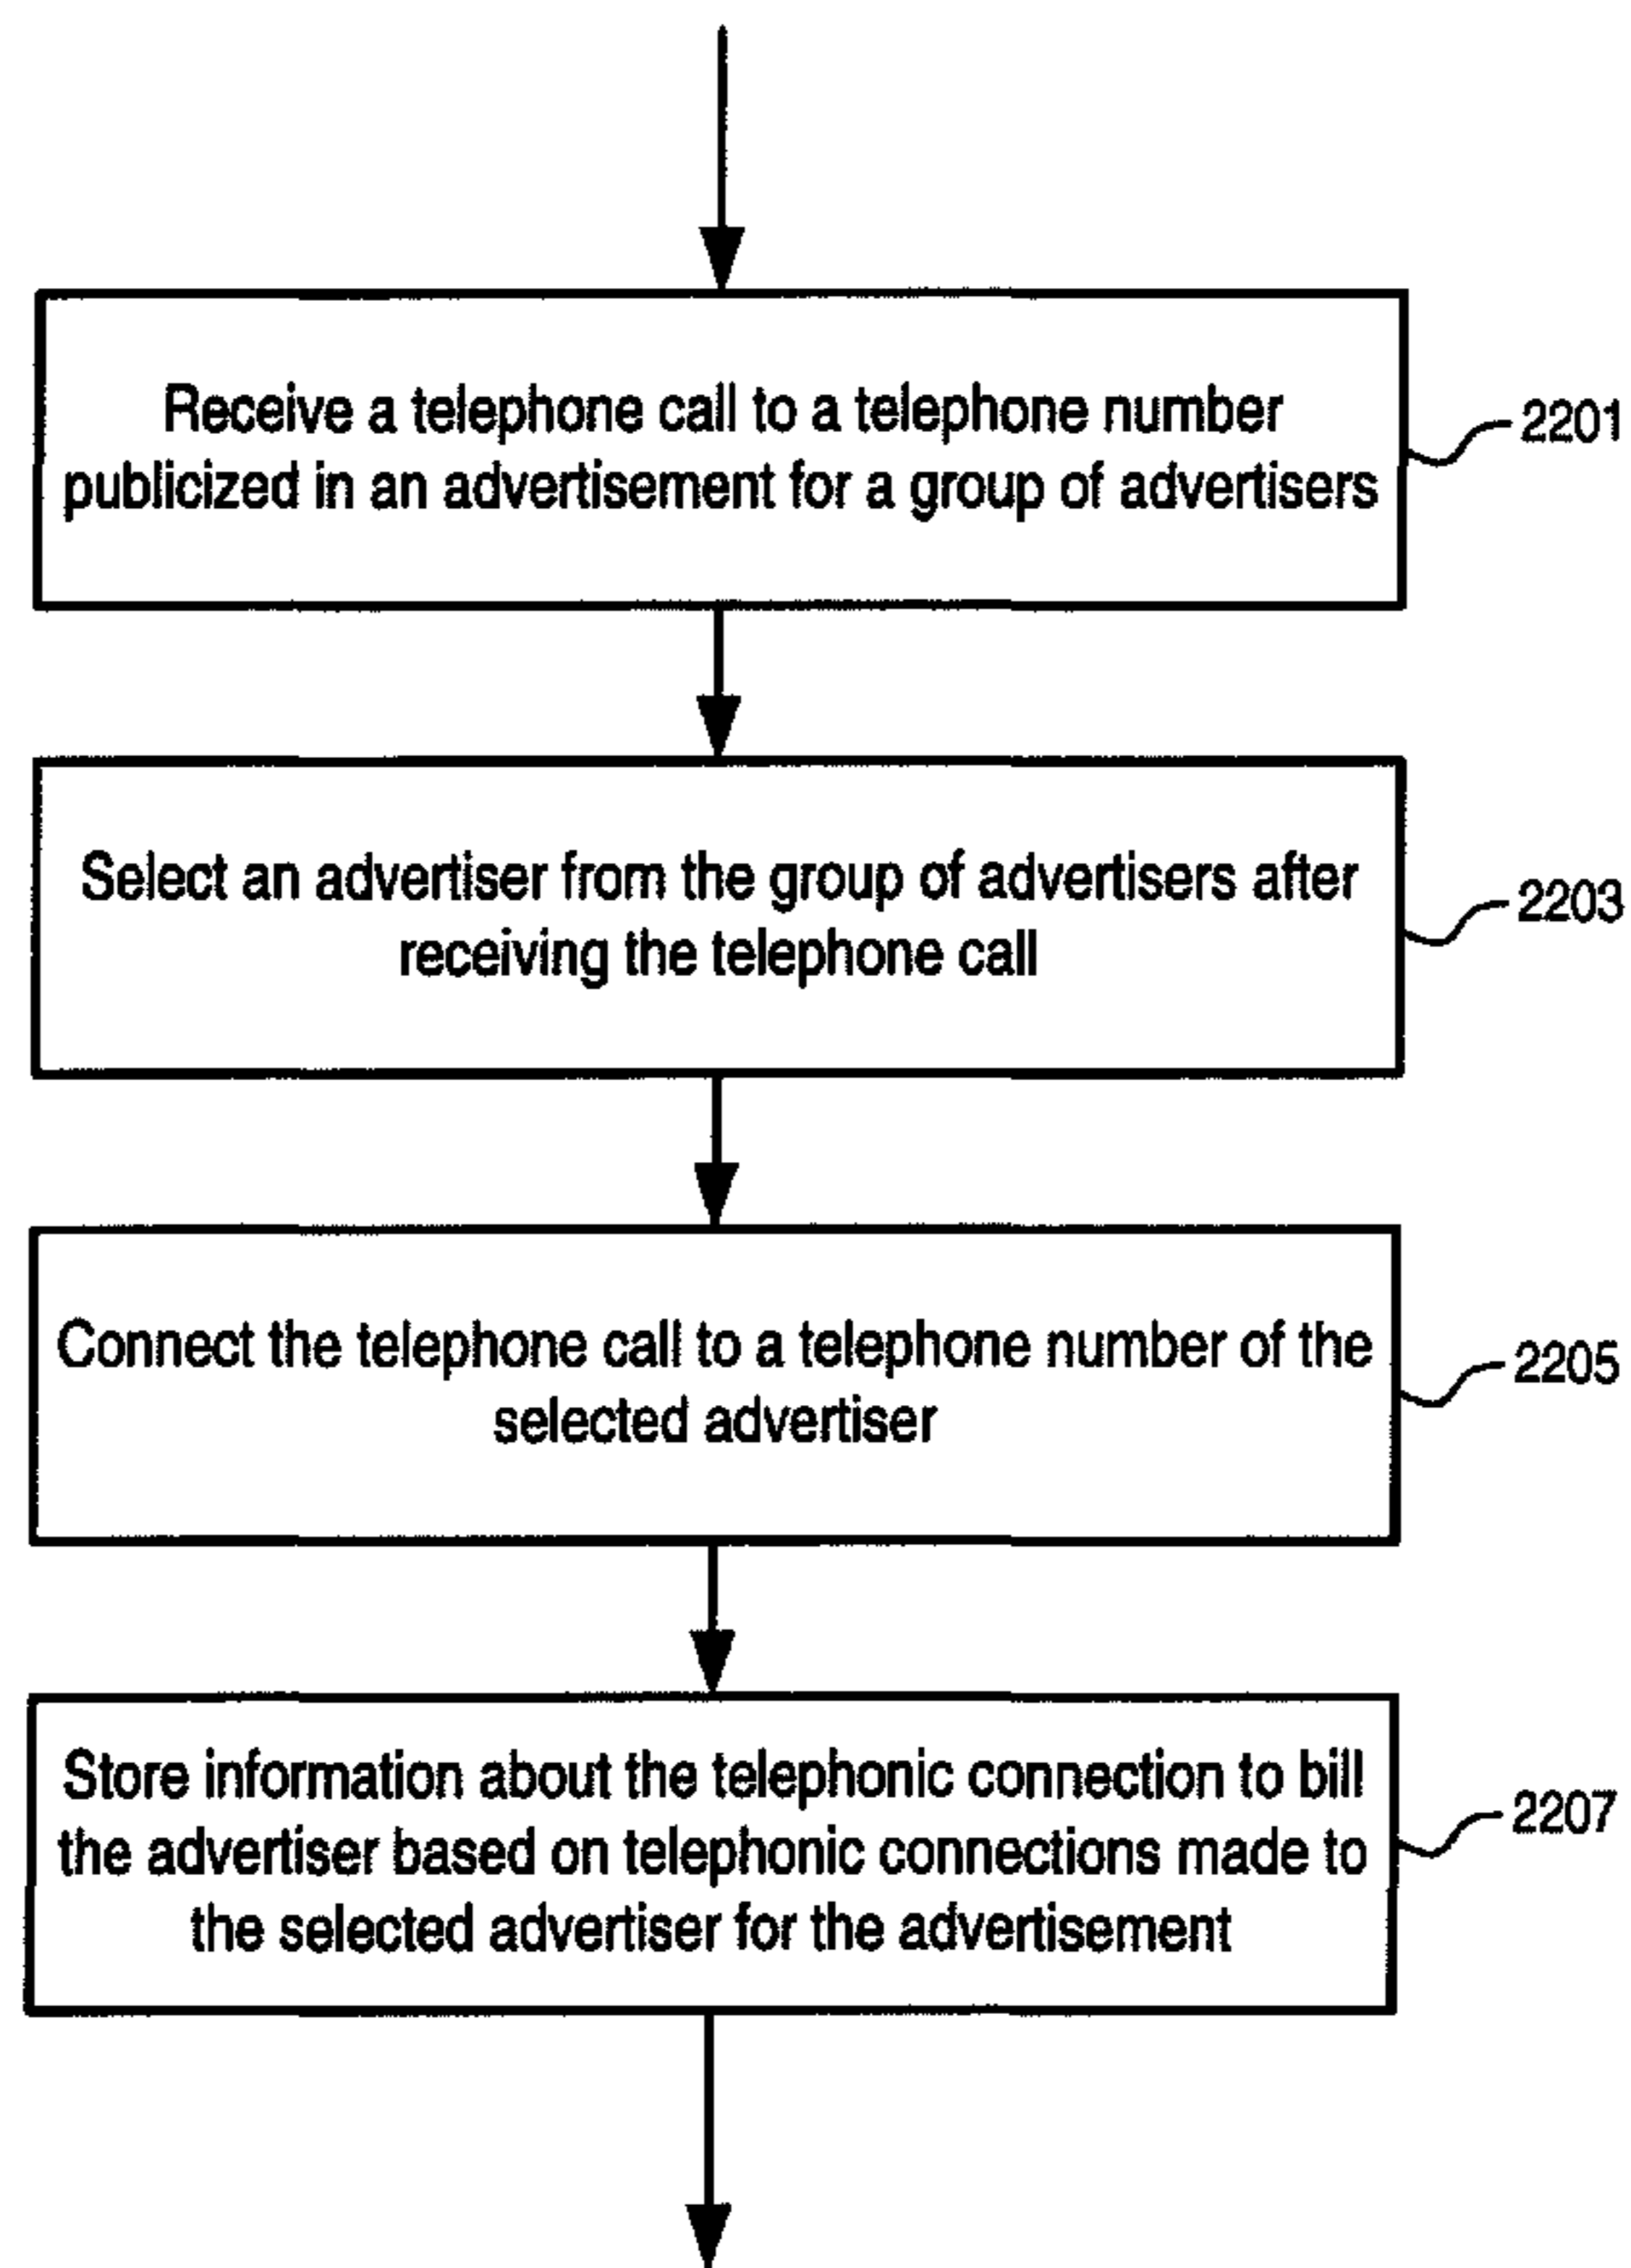 Receive a telephone call to a telephone number
publicized in an advertisement for a group of advertisers
2201
Select an advertiser from the group of advertisers after
receiving the telephone call
2203
Connect the telephone call to a telephone number of the
selected advertiser
2205
Store information about the telephonic connection to bill
the advertiser based on telephonic connections made to
the selected advertiser for the advertisement
2207